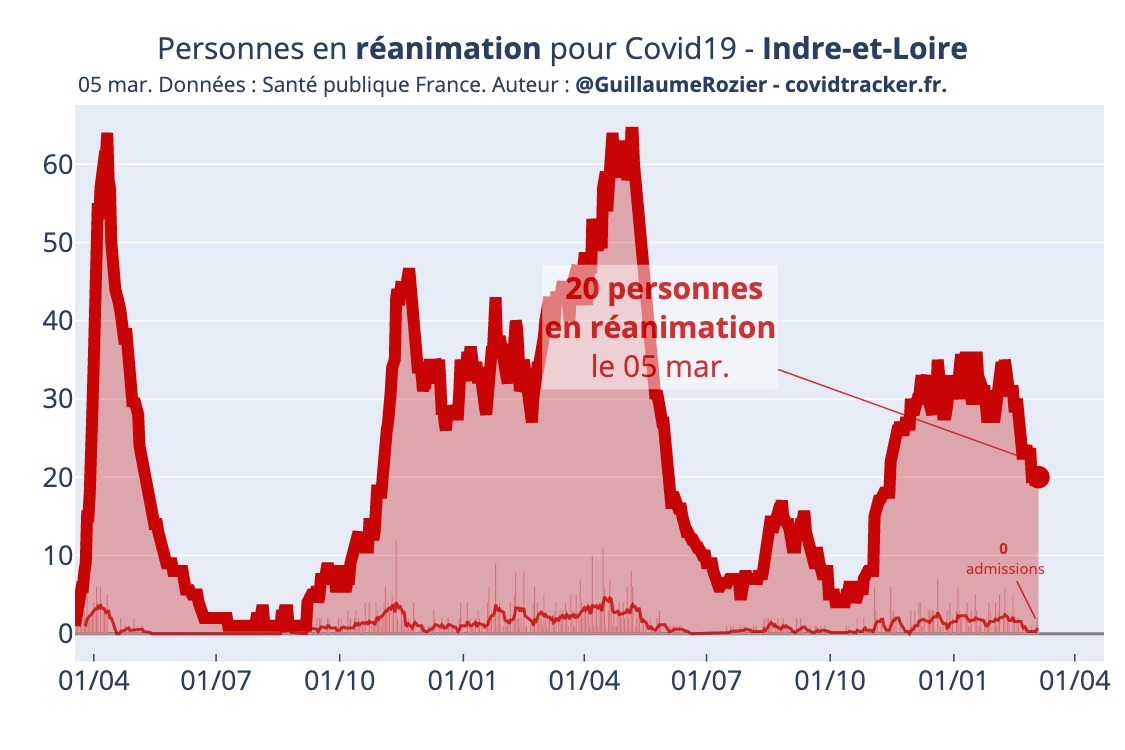 Personnes en réanimation pour Covid19 - Indre-et-Loire
05 mar. Données : Santé publique France. Auteur : @GuillaumeRozier - covidtracker.fr.
60
50
40
30
20
10
0
20 personnes
en réanimation
le 05 mar.
0
admissions
01/04 01/07 01/10 01/01 01/04 01/07 01/10 01/01 01/04